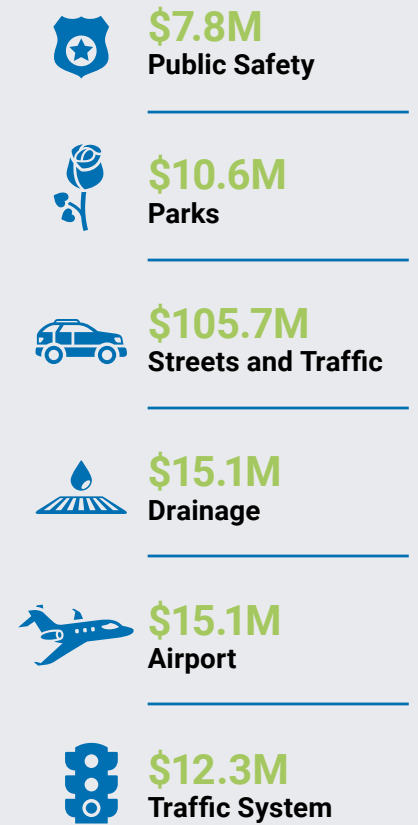 $7.8M
Public Safety
$10.6M
Parks
$105.7M
Streets and Traffic
$15.1M
Drainage
$15.1M
Airport
$12.3M
Traffic System